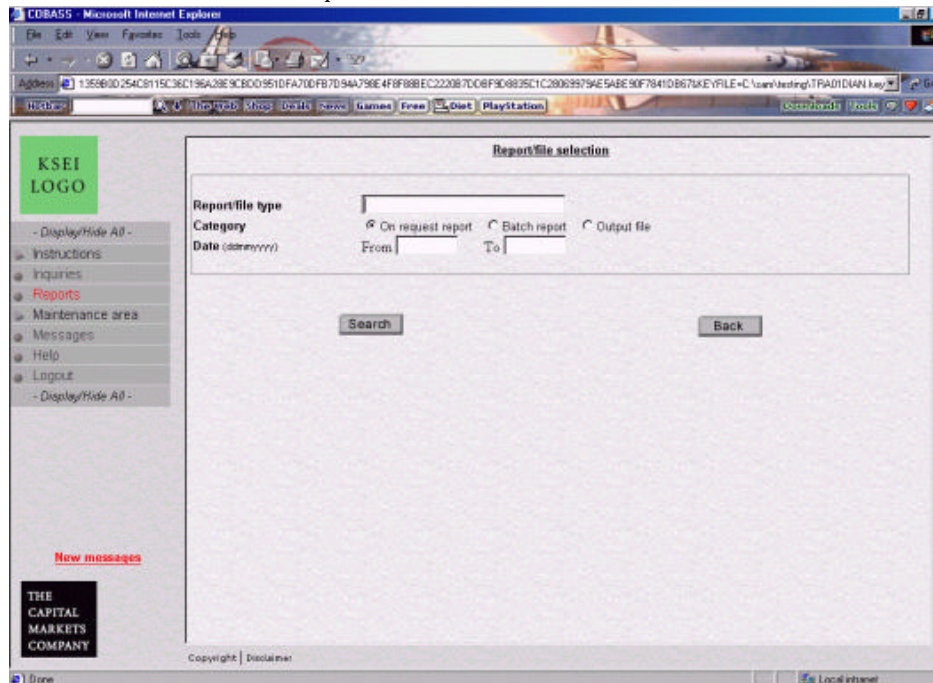 COBASS - Microsoft Internet Explorer
File Edit View Favorites Tools Help
Address
HOtbar The Web Shop Deals News Games Free Diet PlayStation Downloads Tools
KSEI
LOGO
- Display/Hide All -
Instructions
Inquiries
Reports
Maintenance area
Messages
Help
Logout
- Display/Hide All -
New messages
THE
CAPITAL
MARKETS
COMPANY
Report/file selection
Report/file type
Category On request report Batch report Output file
Date (ddmmyyyy) From To
Search Back
Copyright | Disclaimer
Done Local intranet